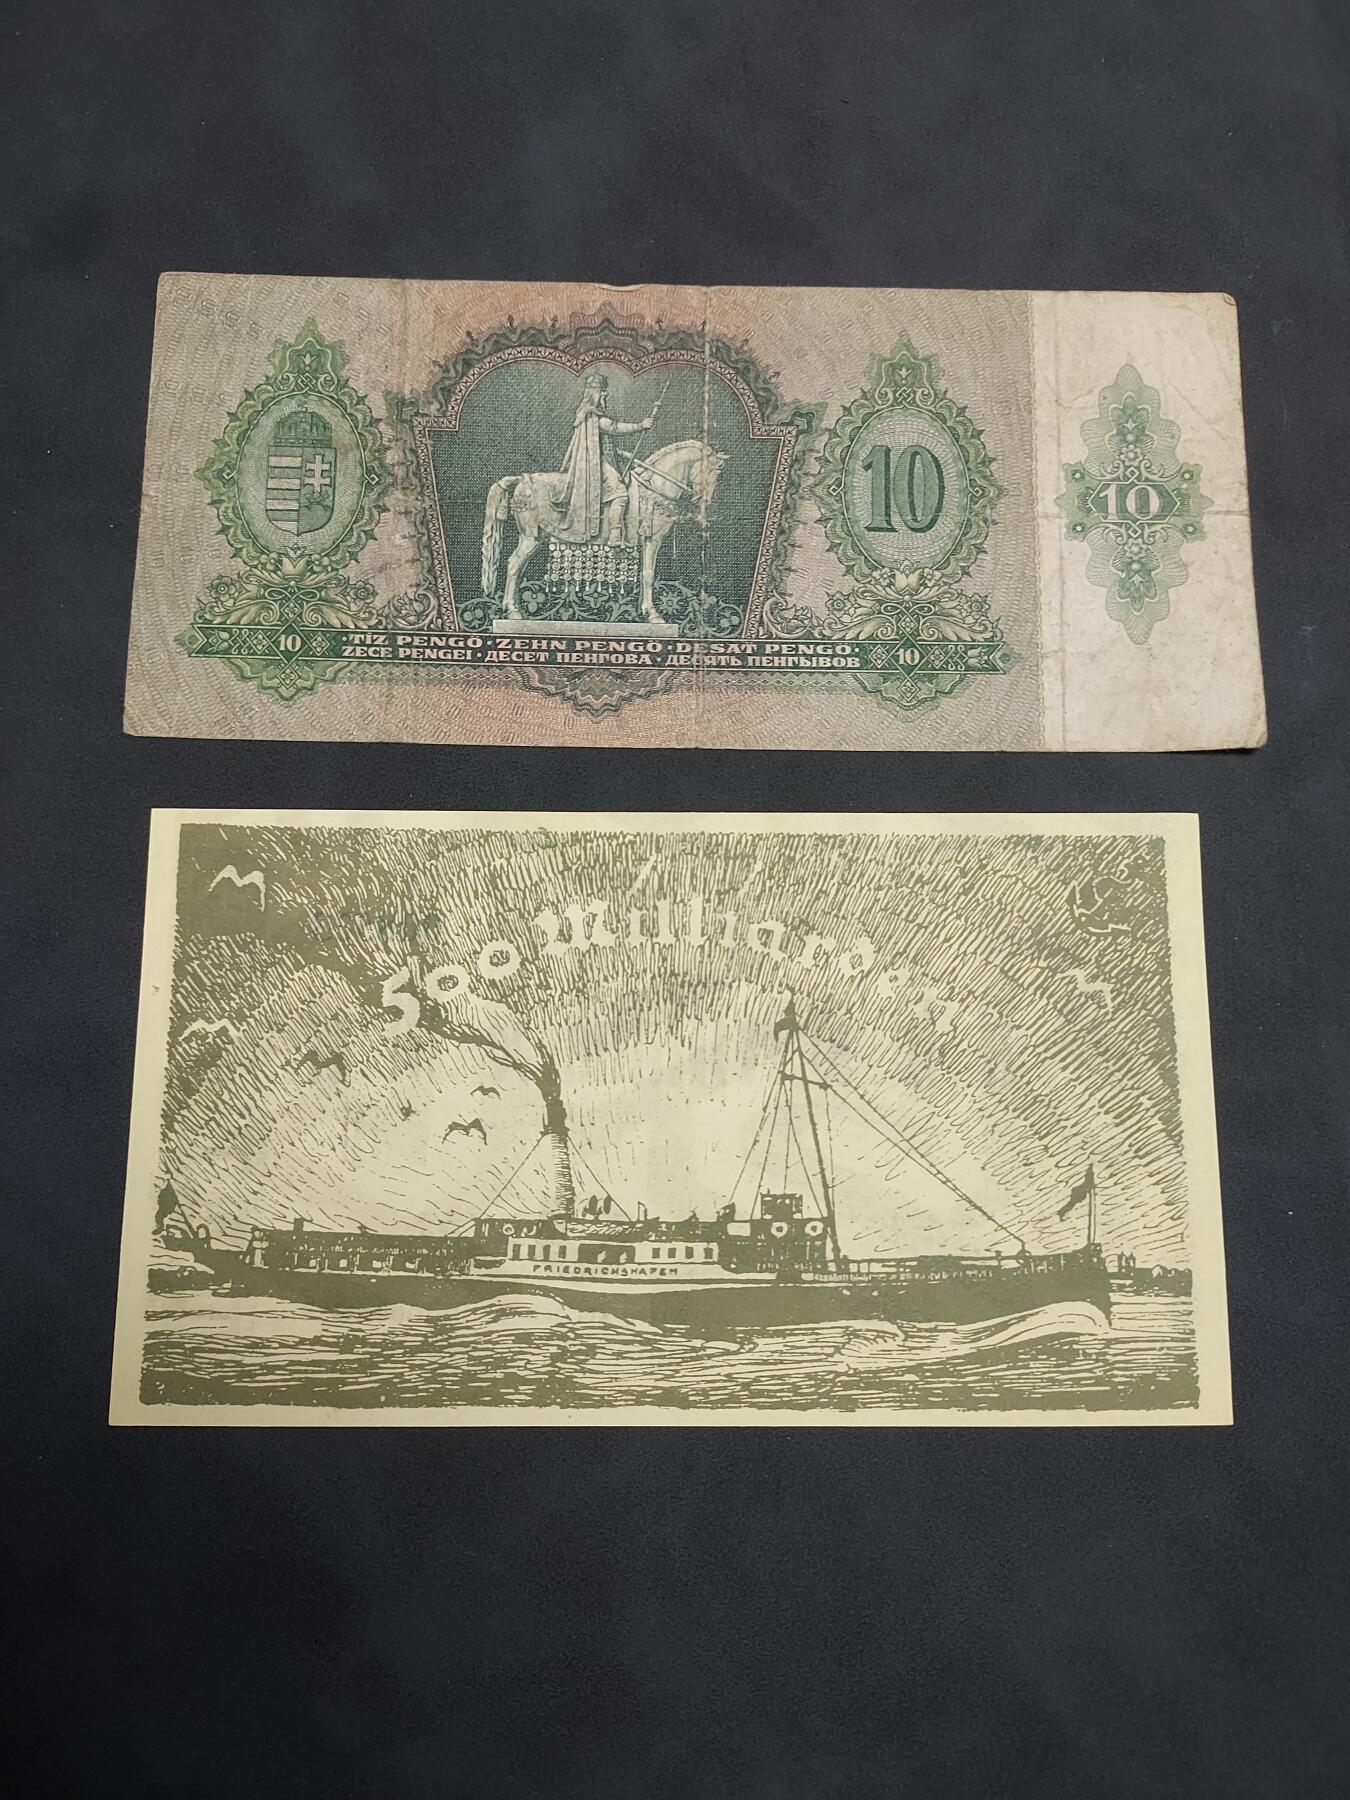 10
10
10
·TÍZ PENGŐ·ZEHN PENGŐ·DESAT PENGŐ·
10
ZECE PENGEI·ДЕСЕТ ПЕНГОВА·ДЕСЯТЬ ПЕНГЫВОВ
500 Milliarden
FRIEDRICHSHAFEN